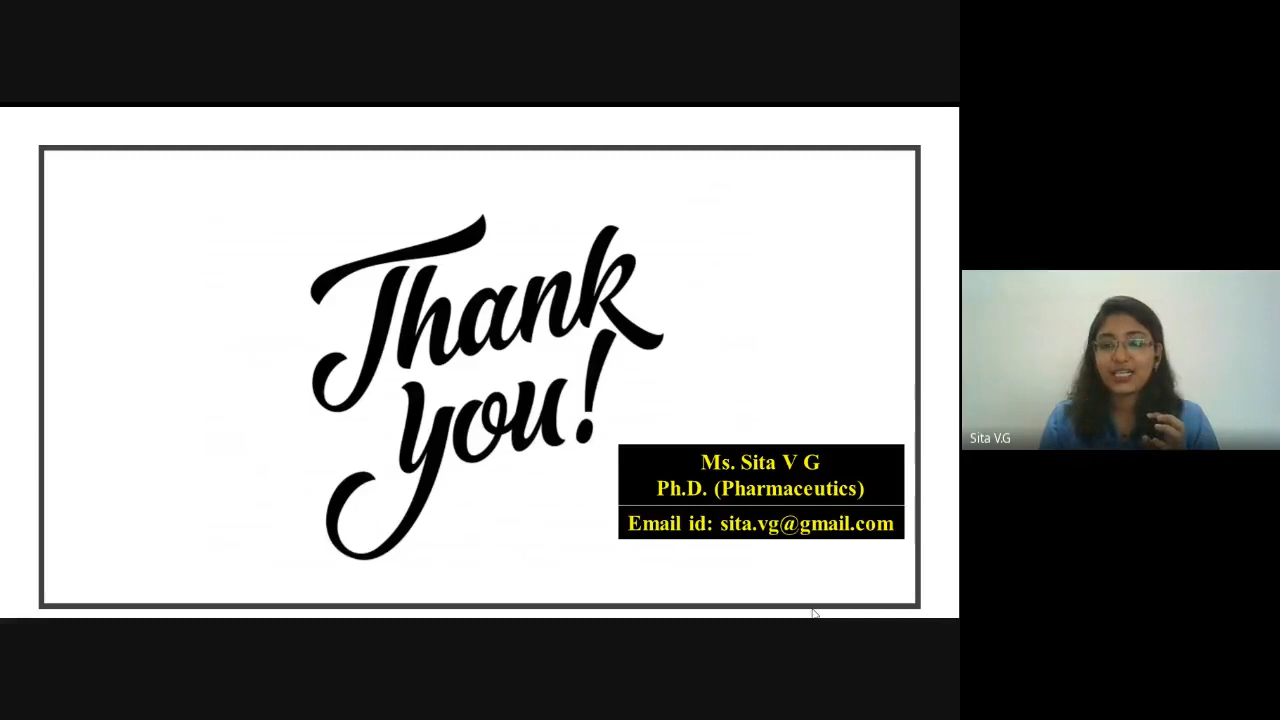 Thank
you!
Ms. Sita V G
Ph.D. (Pharmaceutics)
Email id: sita.vg@gmail.com
Sita V.G